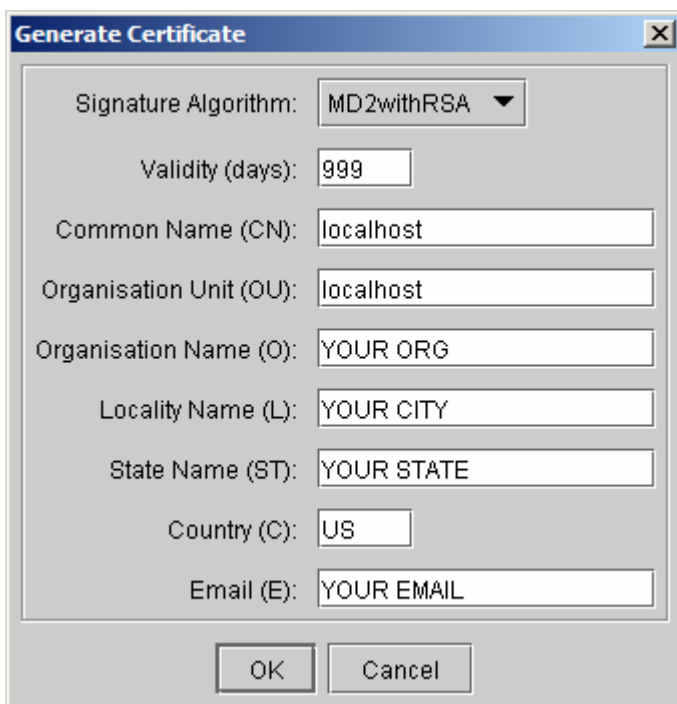 Generate Certificate
Signature Algorithm: MD2withRSA
Validity (days): 999
Common Name (CN): localhost
Organisation Unit (OU): localhost
Organisation Name (O): YOUR ORG
Locality Name (L): YOUR CITY
State Name (ST): YOUR STATE
Country (C): US
Email (E): YOUR EMAIL
OK Cancel